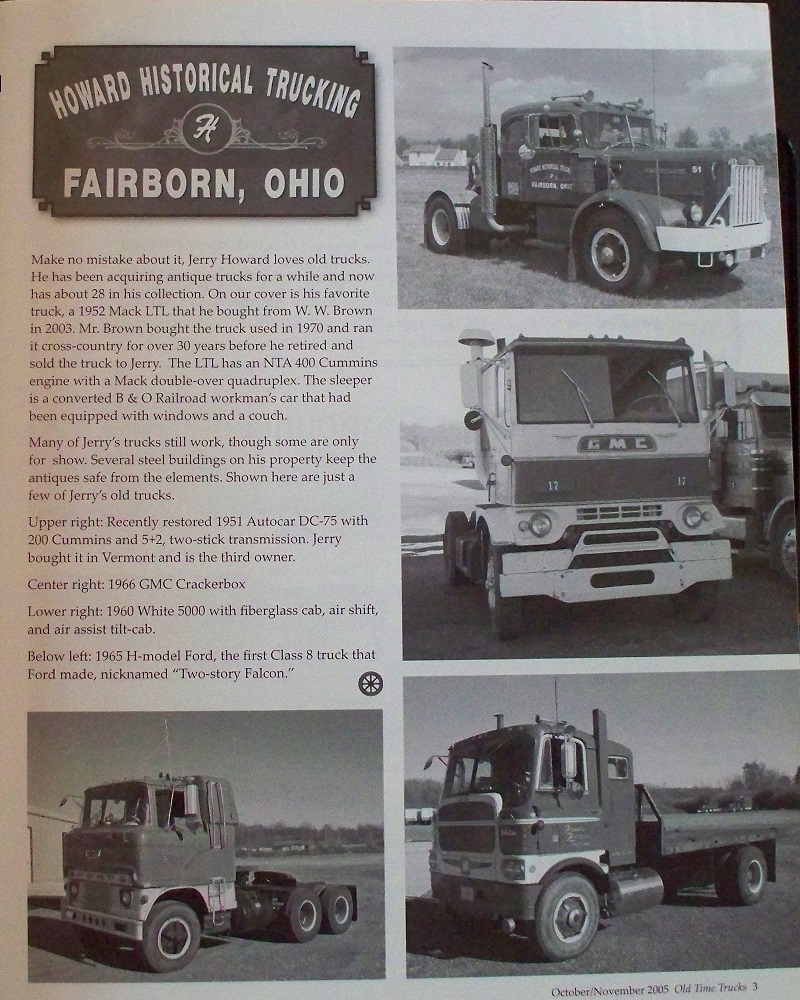 HOWARD HISTORICAL TRUCKING
H
FAIRBORN, OHIO
Make no mistake about it, Jerry Howard loves old trucks.
He has been acquiring antique trucks for a while and now
has about 28 in his collection. On our cover is his favorite
truck, a 1952 Mack LTL that he bought from W. W. Brown
in 2003. Mr. Brown bought the truck used in 1970 and ran
it cross-country for over 30 years before he retired and
sold the truck to Jerry. The LTL has an NTA 400 Cummins
engine with a Mack double-over quadruplex. The sleeper
is a converted B & O Railroad workman's car that had
been equipped with windows and a couch.
Many of Jerry's trucks still work, though some are only
for show. Several steel buildings on his property keep the
antiques safe from the elements. Shown here are just a
few of Jerry's old trucks.
Upper right: Recently restored 1951 Autocar DC-75 with
200 Cummins and 5+2, two-stick transmission. Jerry
bought it in Vermont and is the third owner.
Center right: 1966 GMC Crackerbox
Lower right: 1960 White 5000 with fiberglass cab, air shift,
and air assist tilt-cab.
Below left: 1965 H-model Ford, the first Class 8 truck that
Ford made, nicknamed "Two-story Falcon."
HOWARD HISTORICAL TRUCKING
FAIRBORN, OHIO
51
GMC
17 17
FORD
October/November 2005 Old Time Trucks 3